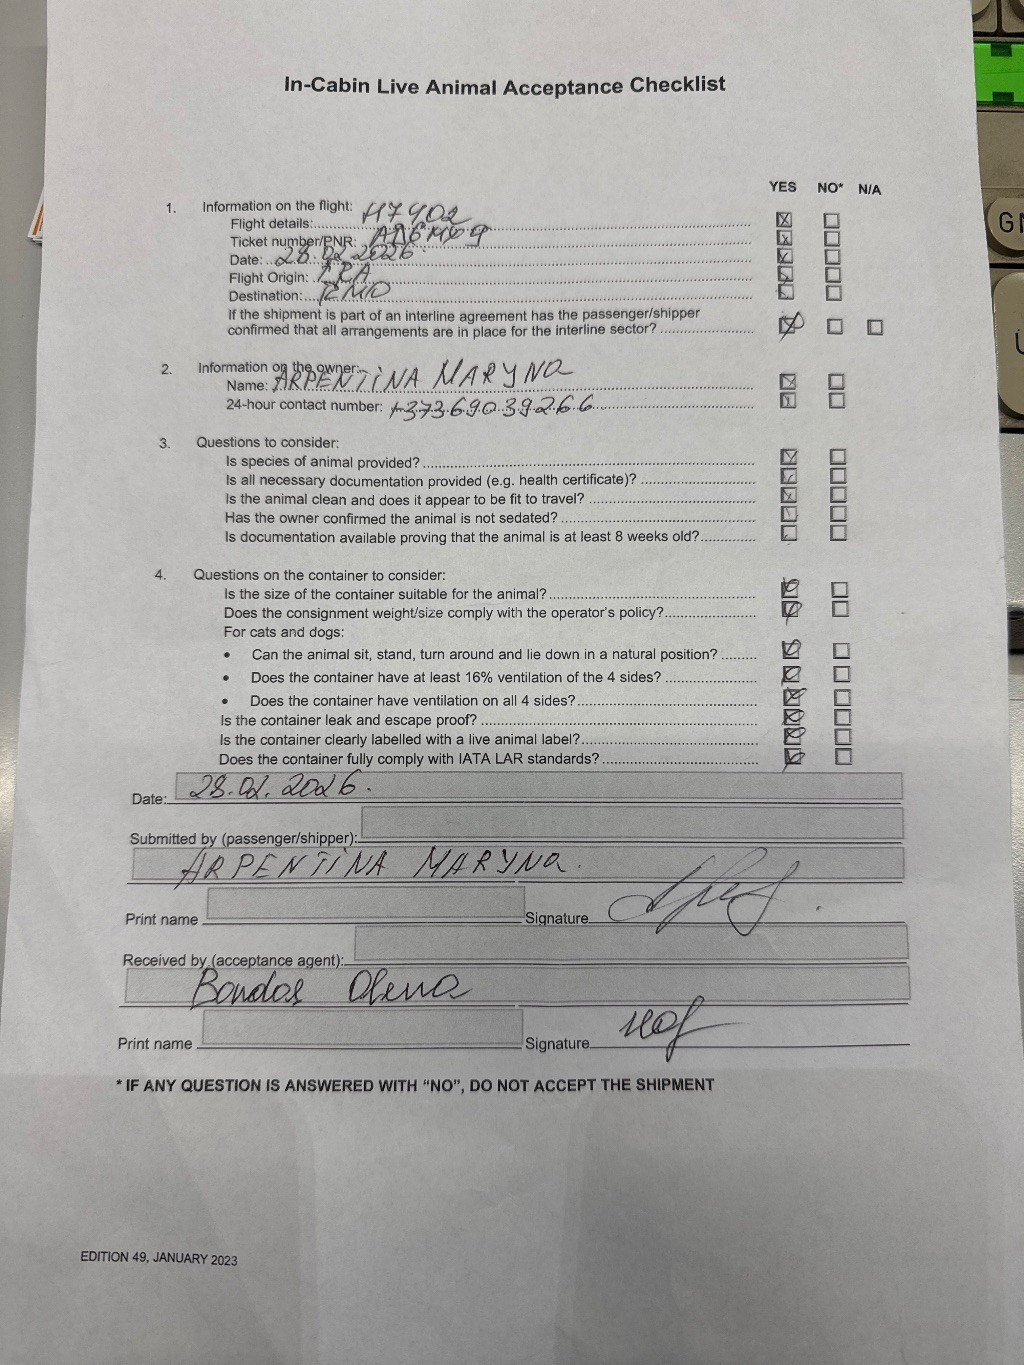 In-Cabin Live Animal Acceptance Checklist
YES NO* N/A
1. Information on the flight:
Flight details: H7 902
Ticket number/PNR:
Date: 28.02.2026
Flight Origin:
Destination: RMO
If the shipment is part of an interline agreement has the passenger/shipper
confirmed that all arrangements are in place for the interline sector?
2. Information on the owner:
Name: ARPENTINA MARYNA
24-hour contact number: +37369039266
3. Questions to consider:
Is species of animal provided?
Is all necessary documentation provided (e.g. health certificate)?
Is the animal clean and does it appear to be fit to travel?
Has the owner confirmed the animal is not sedated?
Is documentation available proving that the animal is at least 8 weeks old?
4. Questions on the container to consider:
Is the size of the container suitable for the animal?
Does the consignment weight/size comply with the operator's policy?
For cats and dogs:
• Can the animal sit, stand, turn around and lie down in a natural position?
• Does the container have at least 16% ventilation of the 4 sides?
• Does the container have ventilation on all 4 sides?
Is the container leak and escape proof?
Is the container clearly labelled with a live animal label?
Does the container fully comply with IATA LAR standards?
Date: 28.02.2026.
Submitted by (passenger/shipper):
ARPENTINA MARYNA.
Print name Signature
Received by (acceptance agent):
Olena
Print name Signature
* IF ANY QUESTION IS ANSWERED WITH “NO”, DO NOT ACCEPT THE SHIPMENT
EDITION 49, JANUARY 2023